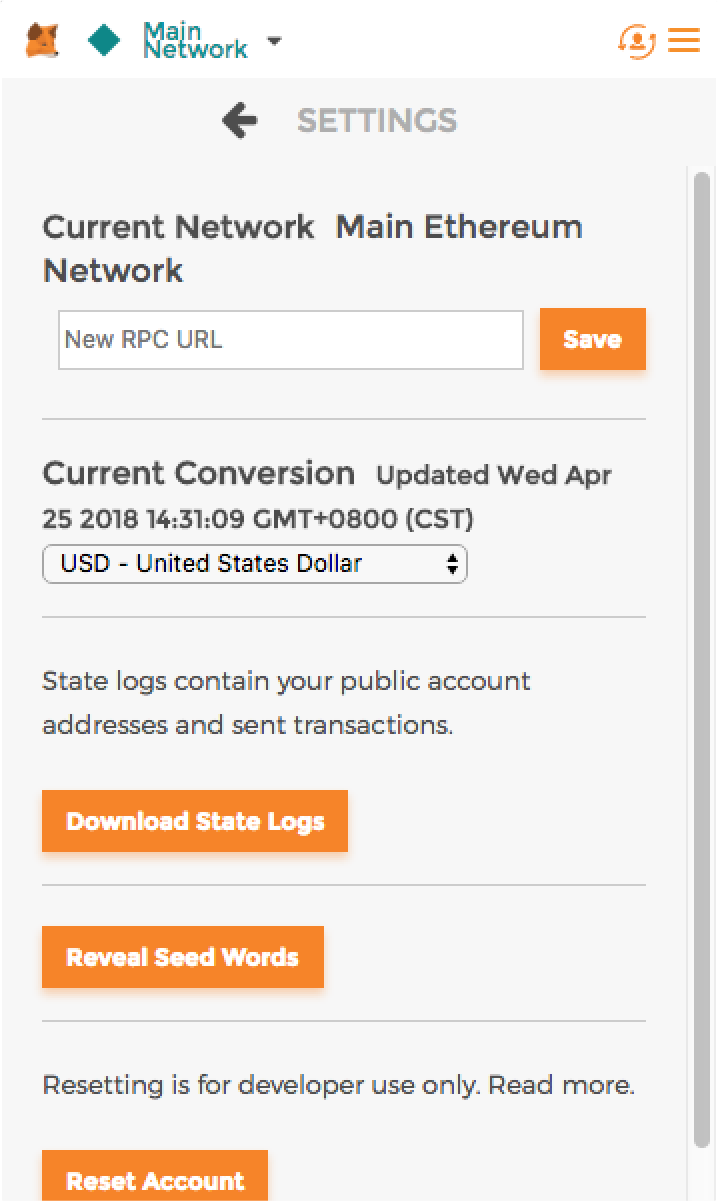 Main
Network
SETTINGS
Current Network Main Ethereum
Network
New RPC URL
Save
Current Conversion Updated Wed Apr
25 2018 14:31:09 GMT+0800 (CST)
USD - United States Dollar
State logs contain your public account
addresses and sent transactions.
Download State Logs
Reveal Seed Words
Resetting is for developer use only. Read more.
Reset Account